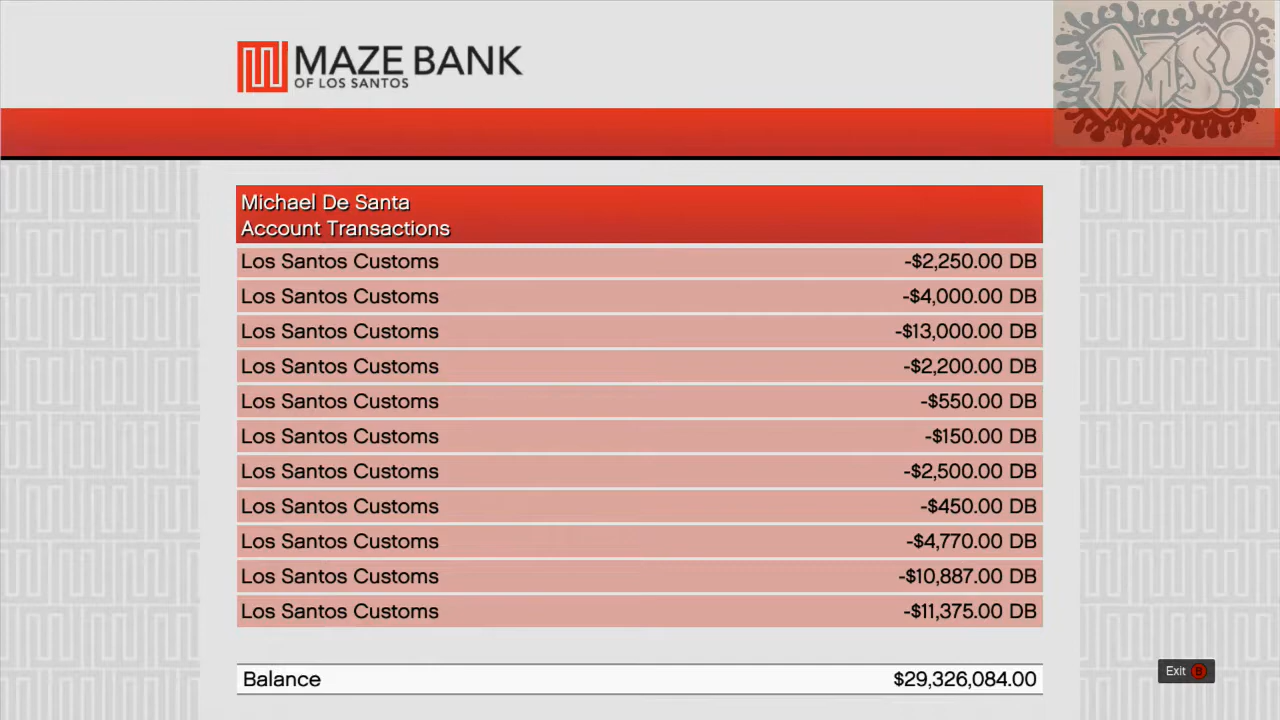 MAZE BANK
OF LOS SANTOS
AWS!
Michael De Santa
Account Transactions
Los Santos Customs -$2,250.00 DB
Los Santos Customs -$4,000.00 DB
Los Santos Customs -$13,000.00 DB
Los Santos Customs -$2,200.00 DB
Los Santos Customs -$550.00 DB
Los Santos Customs -$150.00 DB
Los Santos Customs -$2,500.00 DB
Los Santos Customs -$450.00 DB
Los Santos Customs -$4,770.00 DB
Los Santos Customs -$10,887.00 DB
Los Santos Customs -$11,375.00 DB
Balance $29,326,084.00
Exit B